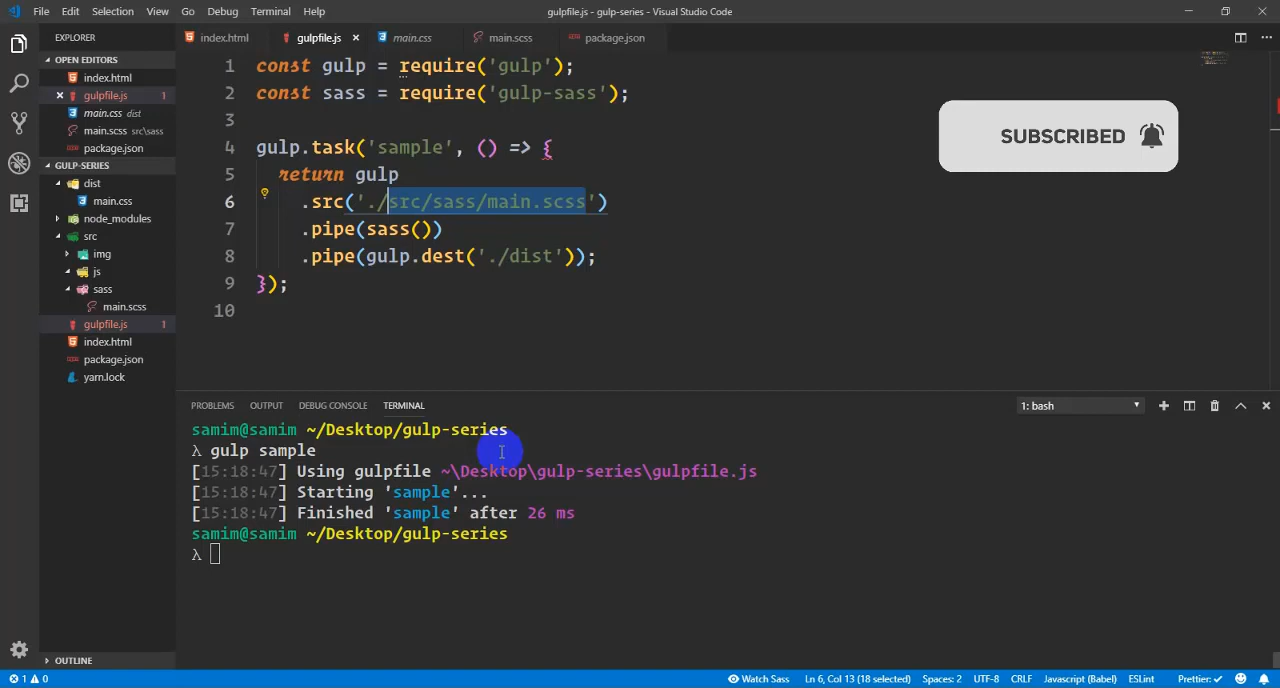 File Edit Selection View Go Debug Terminal Help
gulpfile.js - gulp-series - Visual Studio Code
EXPLORER
OPEN EDITORS
index.html
gulpfile.js 1
main.css dist
main.scss src\sass
package.json
GULP-SERIES
dist
main.css
node_modules
src
img
js
sass
main.scss
gulpfile.js 1
index.html
package.json
yarn.lock
OUTLINE
index.html gulpfile.js main.css main.scss package.json
1 const gulp = require('gulp');
2 const sass = require('gulp-sass');
3
4 gulp.task('sample', () => {
5 return gulp
6 .src('./src/sass/main.scss')
7 .pipe(sass())
8 .pipe(gulp.dest('./dist'));
9 });
10
SUBSCRIBED
PROBLEMS OUTPUT DEBUG CONSOLE TERMINAL 1: bash
samim@samim ~/Desktop/gulp-series
λ gulp sample
[15:18:47] Using gulpfile ~\Desktop\gulp-series\gulpfile.js
[15:18:47] Starting 'sample'...
[15:18:47] Finished 'sample' after 26 ms
samim@samim ~/Desktop/gulp-series
λ
1 0 Watch Sass Ln 6, Col 13 (18 selected) Spaces: 2 UTF-8 CRLF Javascript (Babel) ESLint Prettier: ✓